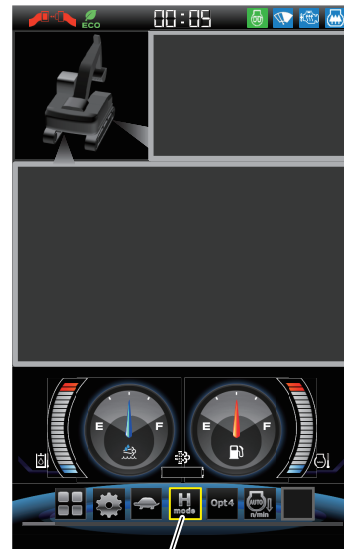 ECO
00:05
E F
E F
H
mode
Opt4
AUTO
n/min